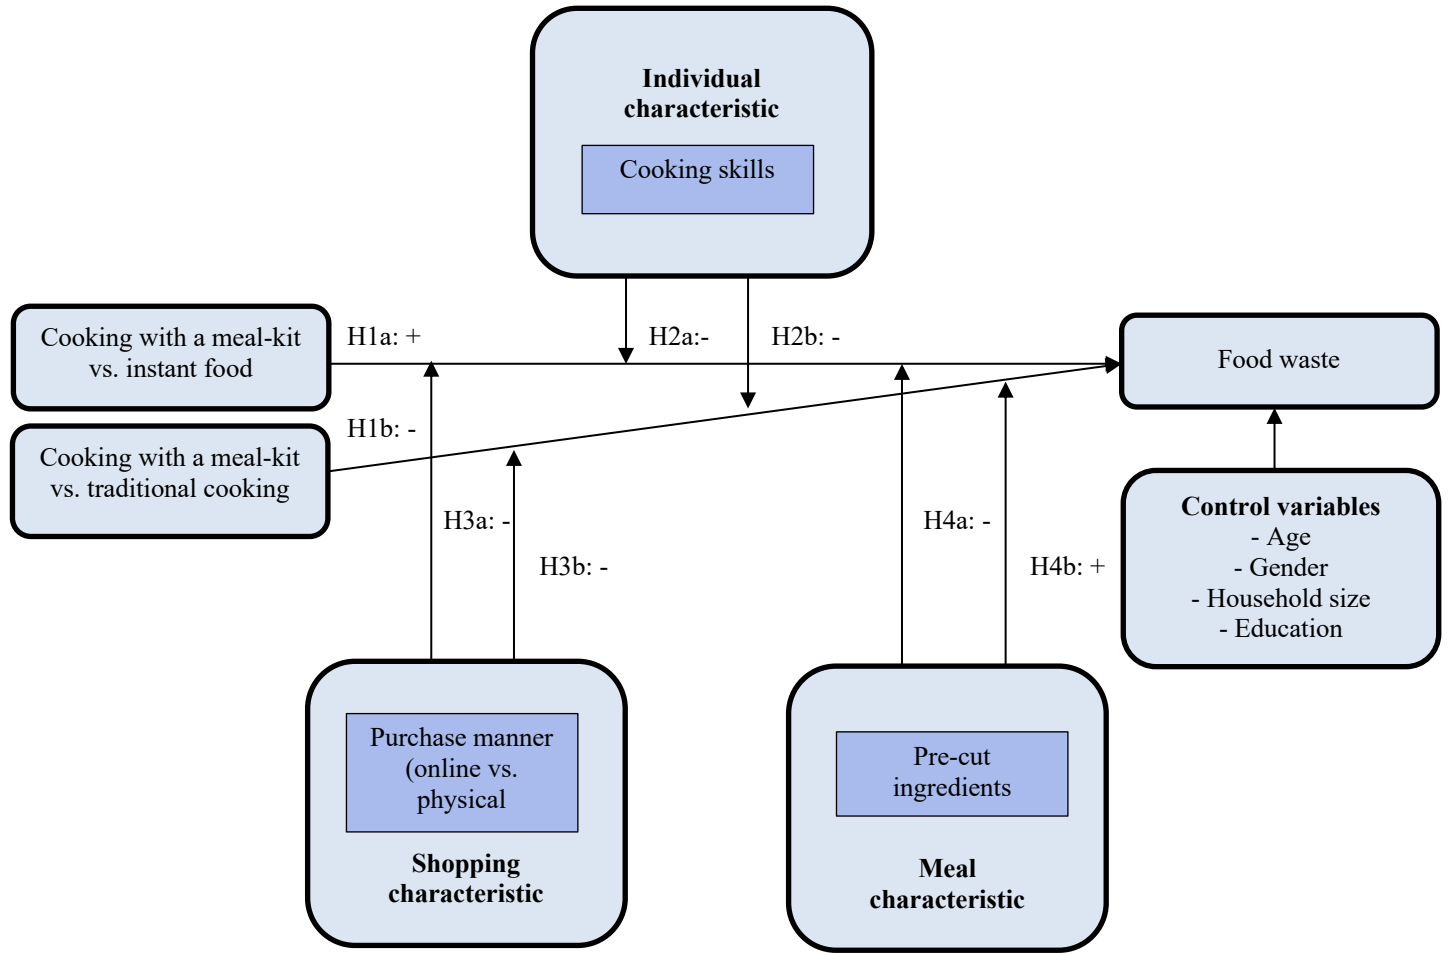 Individual
characteristic
Cooking skills
Cooking with a meal-kit
vs. instant food
H1a: +
H2a:-
H2b: -
Food waste
Cooking with a meal-kit
vs. traditional cooking
H1b: -
H3a: -
H3b: -
H4a: -
H4b: +
Control variables
- Age
- Gender
- Household size
- Education
Purchase manner
(online vs.
physical
Shopping
characteristic
Pre-cut
ingredients
Meal
characteristic